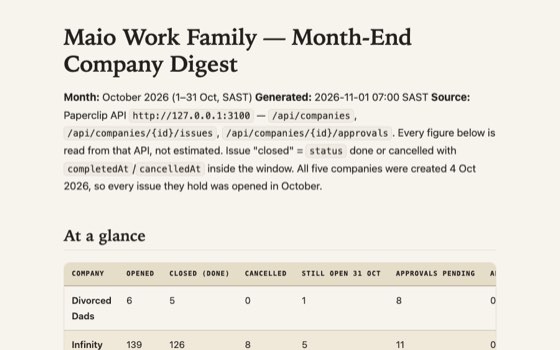 Maio Work Family — Month-End
Company Digest
Month: October 2026 (1–31 Oct, SAST) Generated: 2026-11-01 07:00 SAST Source:
Paperclip API http://127.0.0.1:3100 — /api/companies ,
/api/companies/{id}/issues , /api/companies/{id}/approvals . Every figure below is
read from that API, not estimated. Issue "closed" = status done or cancelled with
completedAt / cancelledAt inside the window. All five companies were created 4 Oct
2026, so every issue they hold was opened in October.
At a glance
COMPANY OPENED CLOSED (DONE) CANCELLED STILL OPEN 31 OCT APPROVALS PENDING
Divorced 6 5 0 1 8 0
Dads
Infinity 139 126 8 5 11 0